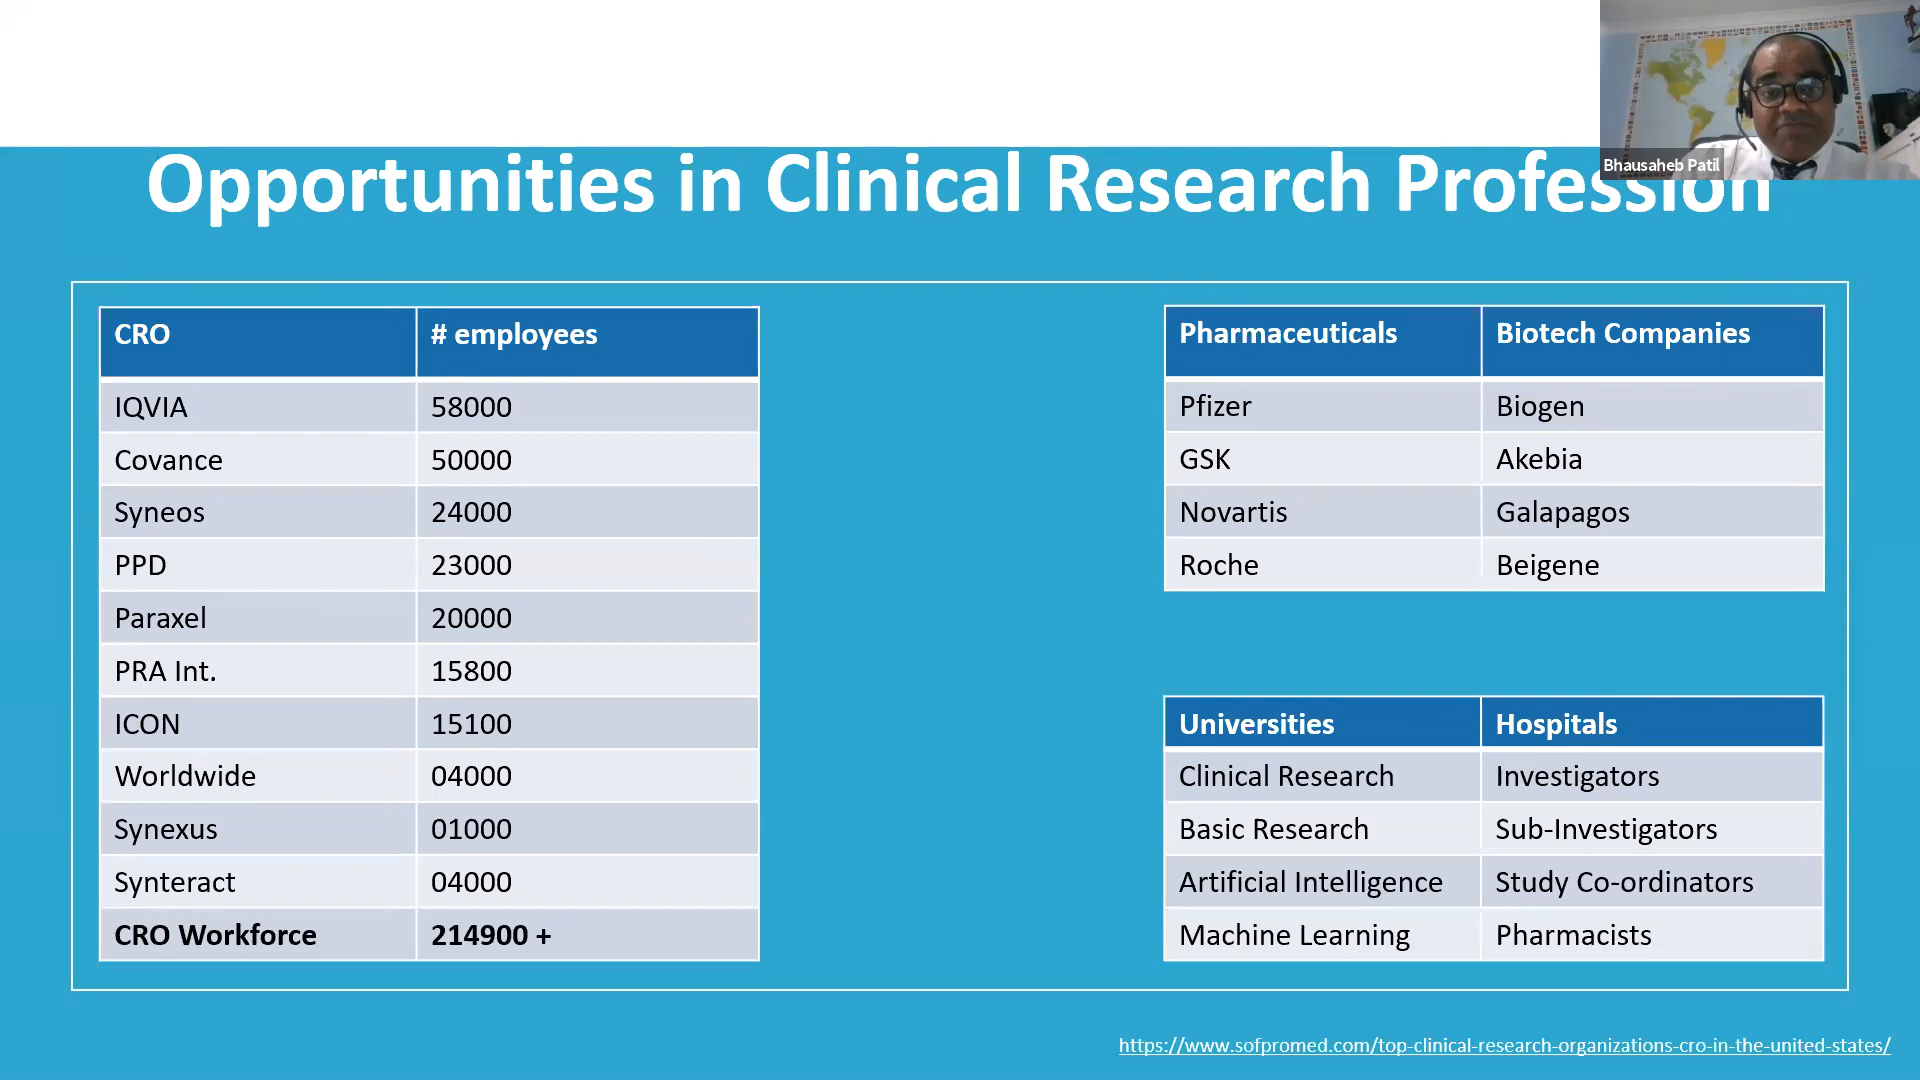 Bhausaheb Patil
Opportunities in Clinical Research Profession
CRO # employees
IQVIA 58000
Covance 50000
Syneos 24000
PPD 23000
Paraxel 20000
PRA Int. 15800
ICON 15100
Worldwide 04000
Synexus 01000
Synteract 04000
CRO Workforce 214900 +
Pharmaceuticals Biotech Companies
Pfizer Biogen
GSK Akebia
Novartis Galapagos
Roche Beigene
Universities Hospitals
Clinical Research Investigators
Basic Research Sub-Investigators
Artificial Intelligence Study Co-ordinators
Machine Learning Pharmacists
https://www.sofpromed.com/top-clinical-research-organizations-cro-in-the-united-states/